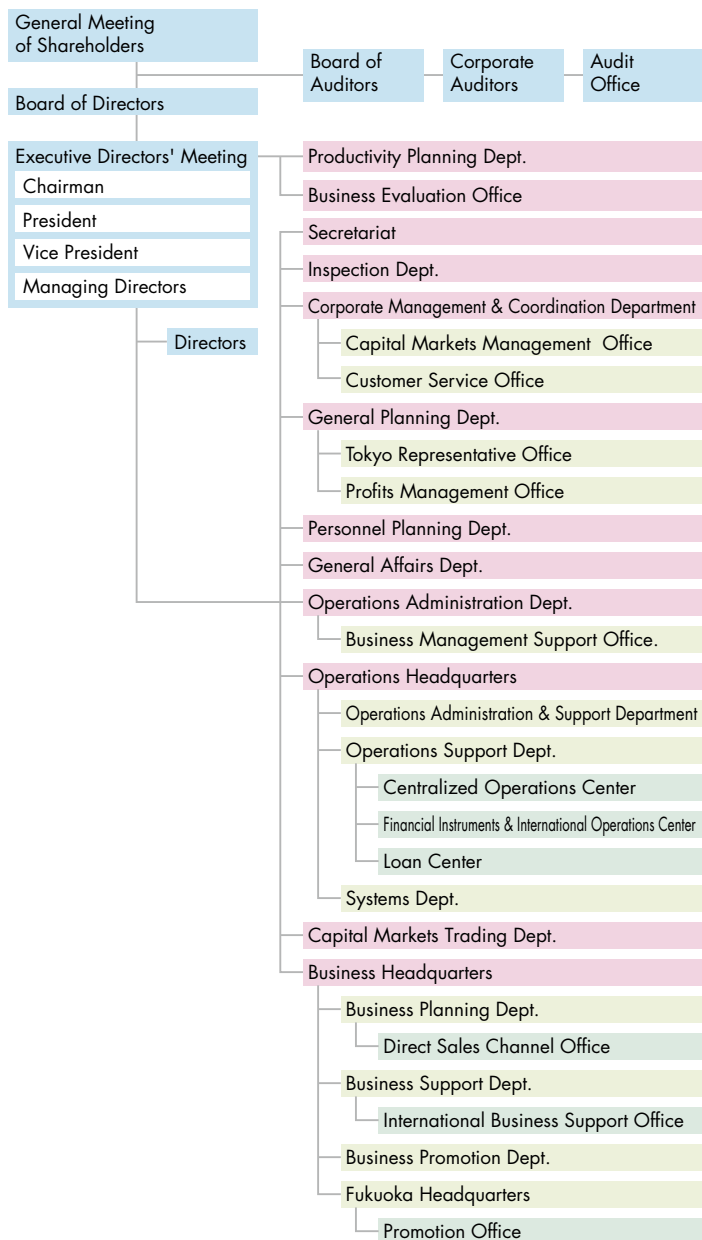 General Meeting
of Shareholders
Board of
Auditors
Corporate
Auditors
Audit
Office
Board of Directors
Executive Directors' Meeting
Chairman
President
Vice President
Managing Directors
Directors
Productivity Planning Dept.
Business Evaluation Office
Secretariat
Inspection Dept.
Corporate Management & Coordination Department
Capital Markets Management Office
Customer Service Office
General Planning Dept.
Tokyo Representative Office
Profits Management Office
Personnel Planning Dept.
General Affairs Dept.
Operations Administration Dept.
Business Management Support Office.
Operations Headquarters
Operations Administration & Support Department
Operations Support Dept.
Centralized Operations Center
Financial Instruments & International Operations Center
Loan Center
Systems Dept.
Capital Markets Trading Dept.
Business Headquarters
Business Planning Dept.
Direct Sales Channel Office
Business Support Dept.
International Business Support Office
Business Promotion Dept.
Fukuoka Headquarters
Promotion Office